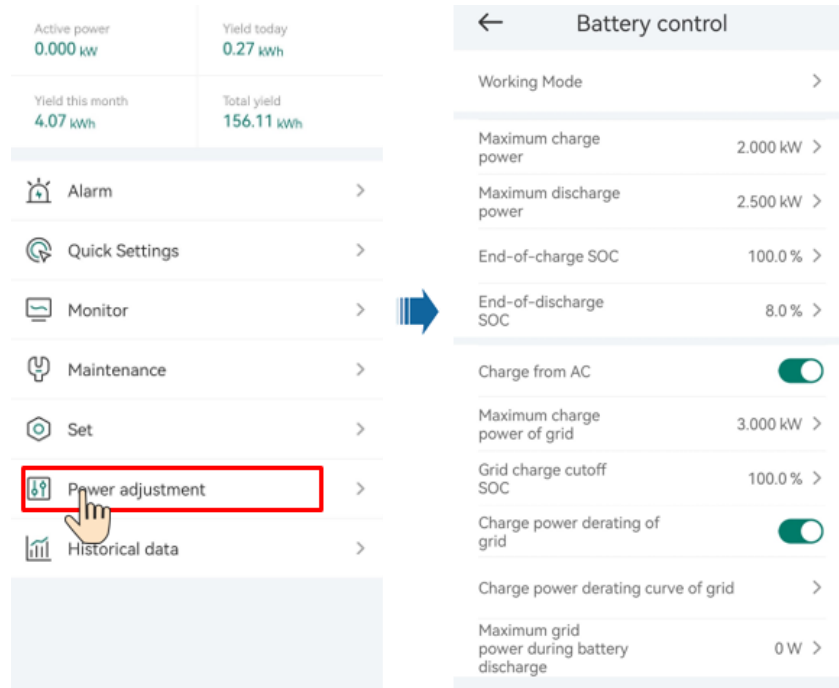 Active power
0.000 kW
Yield today
0.27 kWh
Yield this month
4.07 kWh
Total yield
156.11 kWh
Alarm
Quick Settings
Monitor
Maintenance
Set
Power adjustment
Historical data
Battery control
Working Mode
Maximum charge
power
2.000 kW
Maximum discharge
power
2.500 kW
End-of-charge SOC
100.0 %
End-of-discharge
SOC
8.0 %
Charge from AC
Maximum charge
power of grid
3.000 kW
Grid charge cutoff
SOC
100.0 %
Charge power derating of
grid
Charge power derating curve of grid
Maximum grid
power during battery
discharge
0 W